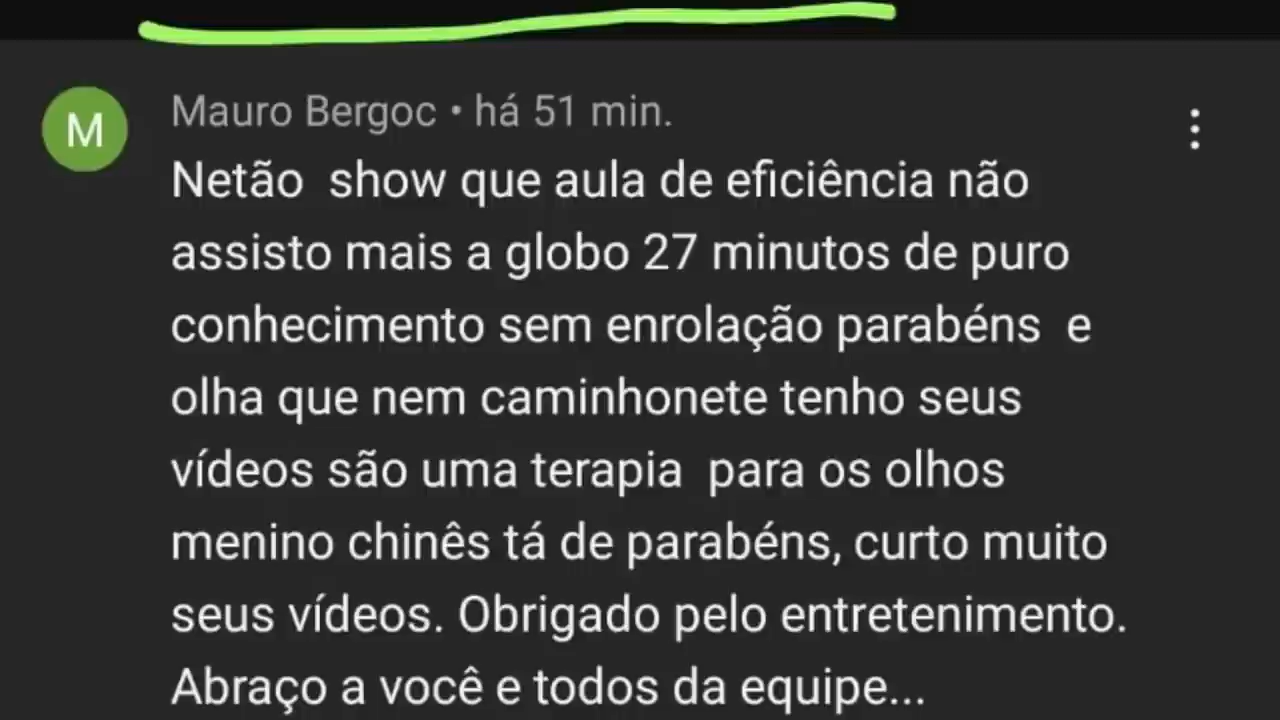 M
Mauro Bergoc • há 51 min.
Netão show que aula de eficiência não
assisto mais a globo 27 minutos de puro
conhecimento sem enrolação parabéns e
olha que nem caminhonete tenho seus
vídeos são uma terapia para os olhos
menino chinês tá de parabéns, curto muito
seus vídeos. Obrigado pelo entretenimento.
Abraço a você e todos da equipe...